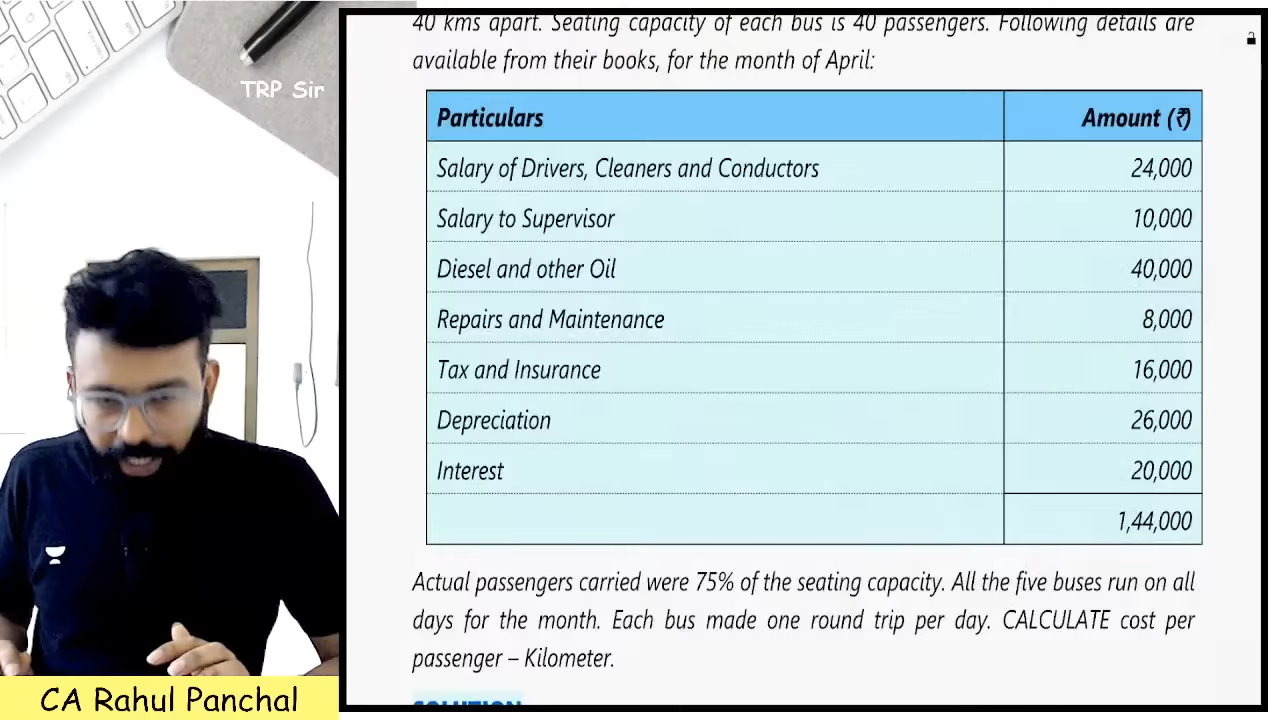 40 kms apart. Seating capacity of each bus is 40 passengers. Following details are
available from their books, for the month of April:
TRP Sir
Particulars Amount (₹)
Salary of Drivers, Cleaners and Conductors 24,000
Salary to Supervisor 10,000
Diesel and other Oil 40,000
Repairs and Maintenance 8,000
Tax and Insurance 16,000
Depreciation 26,000
Interest 20,000
1,44,000
Actual passengers carried were 75% of the seating capacity. All the five buses run on all
days for the month. Each bus made one round trip per day. CALCULATE cost per
passenger – Kilometer.
SOLUTION
CA Rahul Panchal